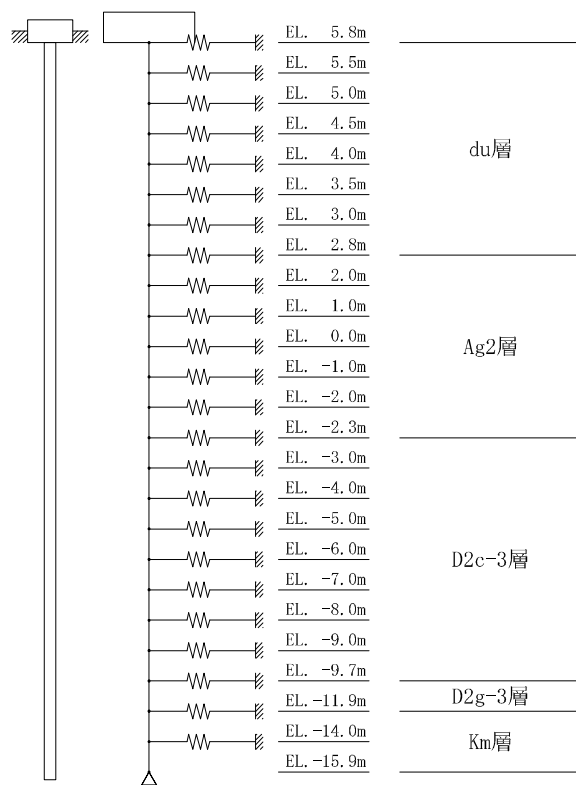 EL. 5.8m
EL. 5.5m
EL. 5.0m
EL. 4.5m
EL. 4.0m
du層
EL. 3.5m
EL. 3.0m
EL. 2.8m
EL. 2.0m
EL. 1.0m
EL. 0.0m
Ag2層
EL. -1.0m
EL. -2.0m
EL. -2.3m
EL. -3.0m
EL. -4.0m
EL. -5.0m
EL. -6.0m
D2c-3層
EL. -7.0m
EL. -8.0m
EL. -9.0m
EL. -9.7m
D2g-3層
EL.-11.9m
EL.-14.0m
Km層
EL.-15.9m